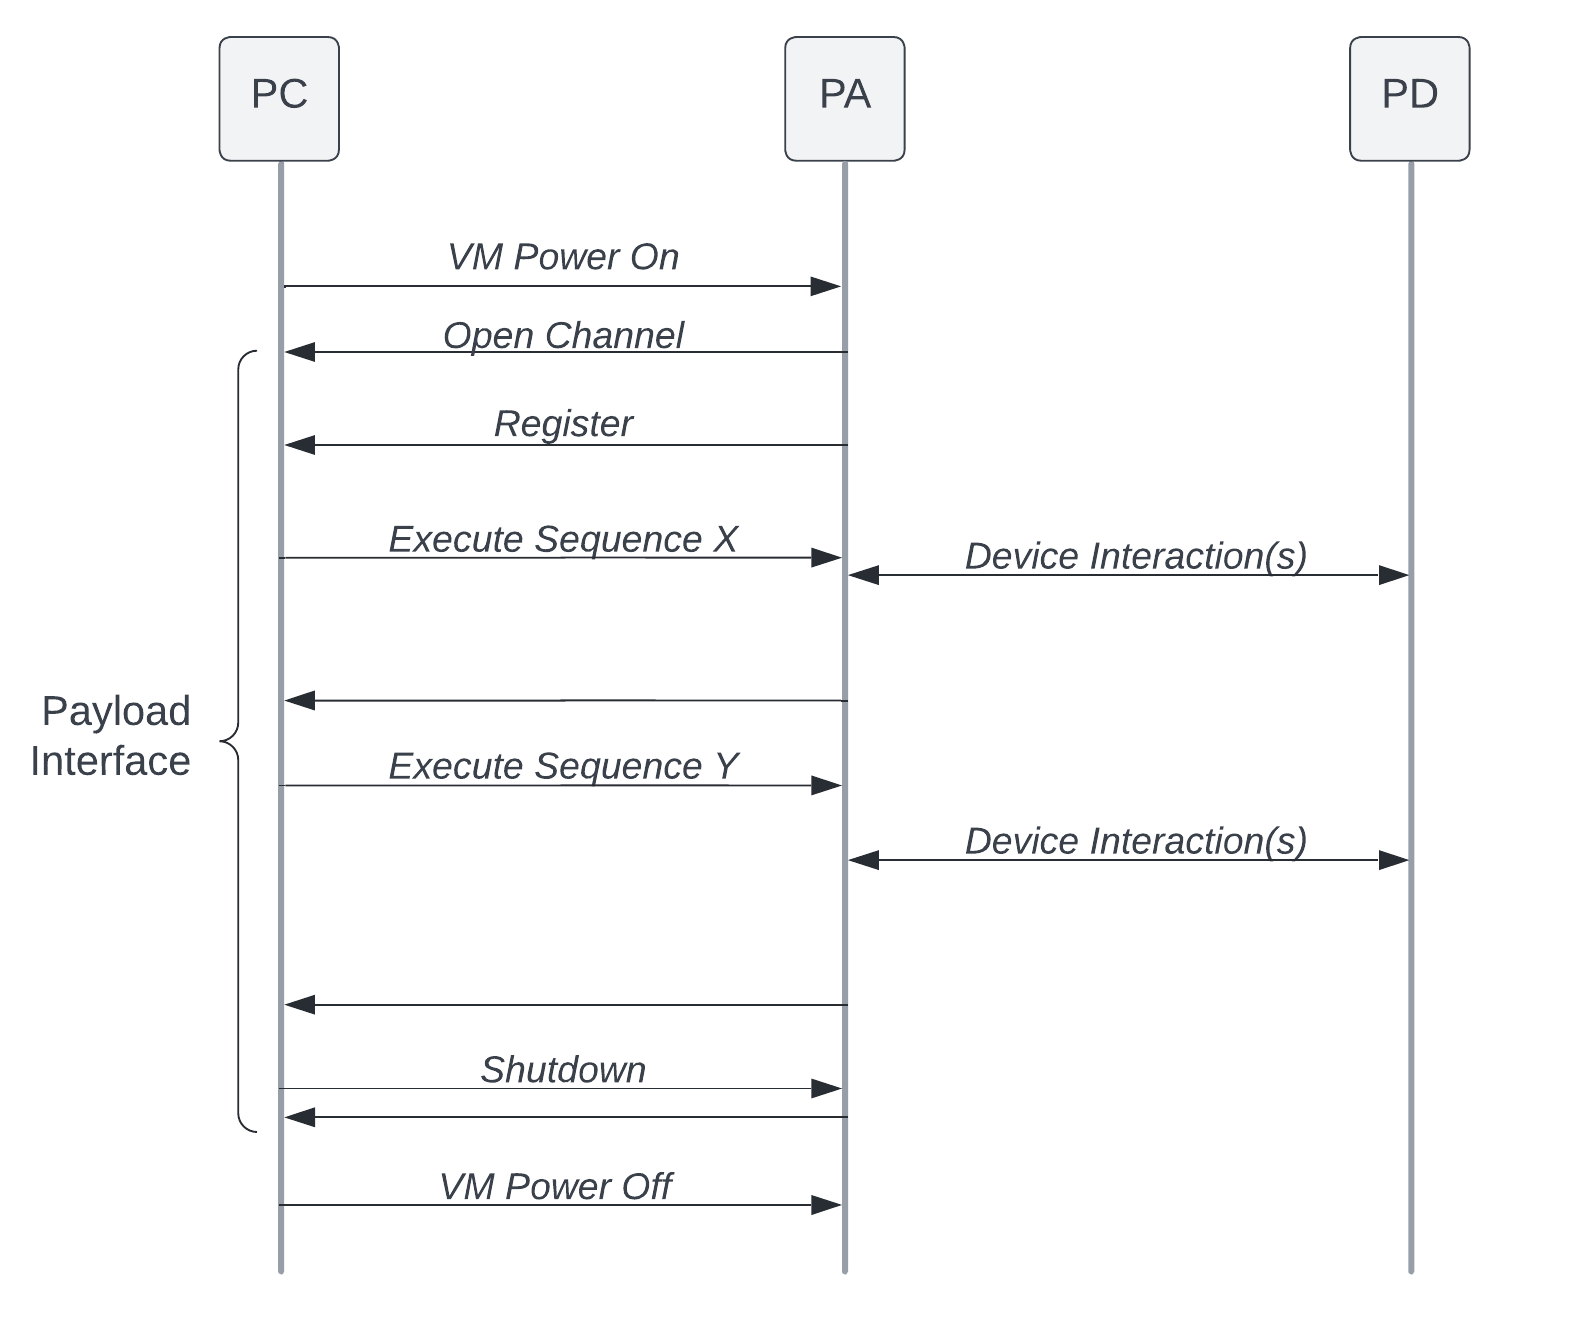 PC
PA
PD
VM Power On
Open Channel
Register
Execute Sequence X
Device Interaction(s)
Payload
Interface
Execute Sequence Y
Device Interaction(s)
Shutdown
VM Power Off